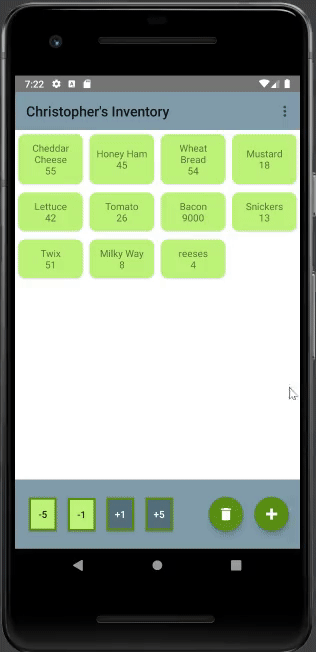 7:22
Christopher's Inventory
Cheddar
Cheese
55
Honey Ham
45
Wheat
Bread
54
Mustard
18
Lettuce
42
Tomato
26
Bacon
9000
Snickers
13
Twix
51
Milky Way
8
reeses
4
-5 -1 +1 +5